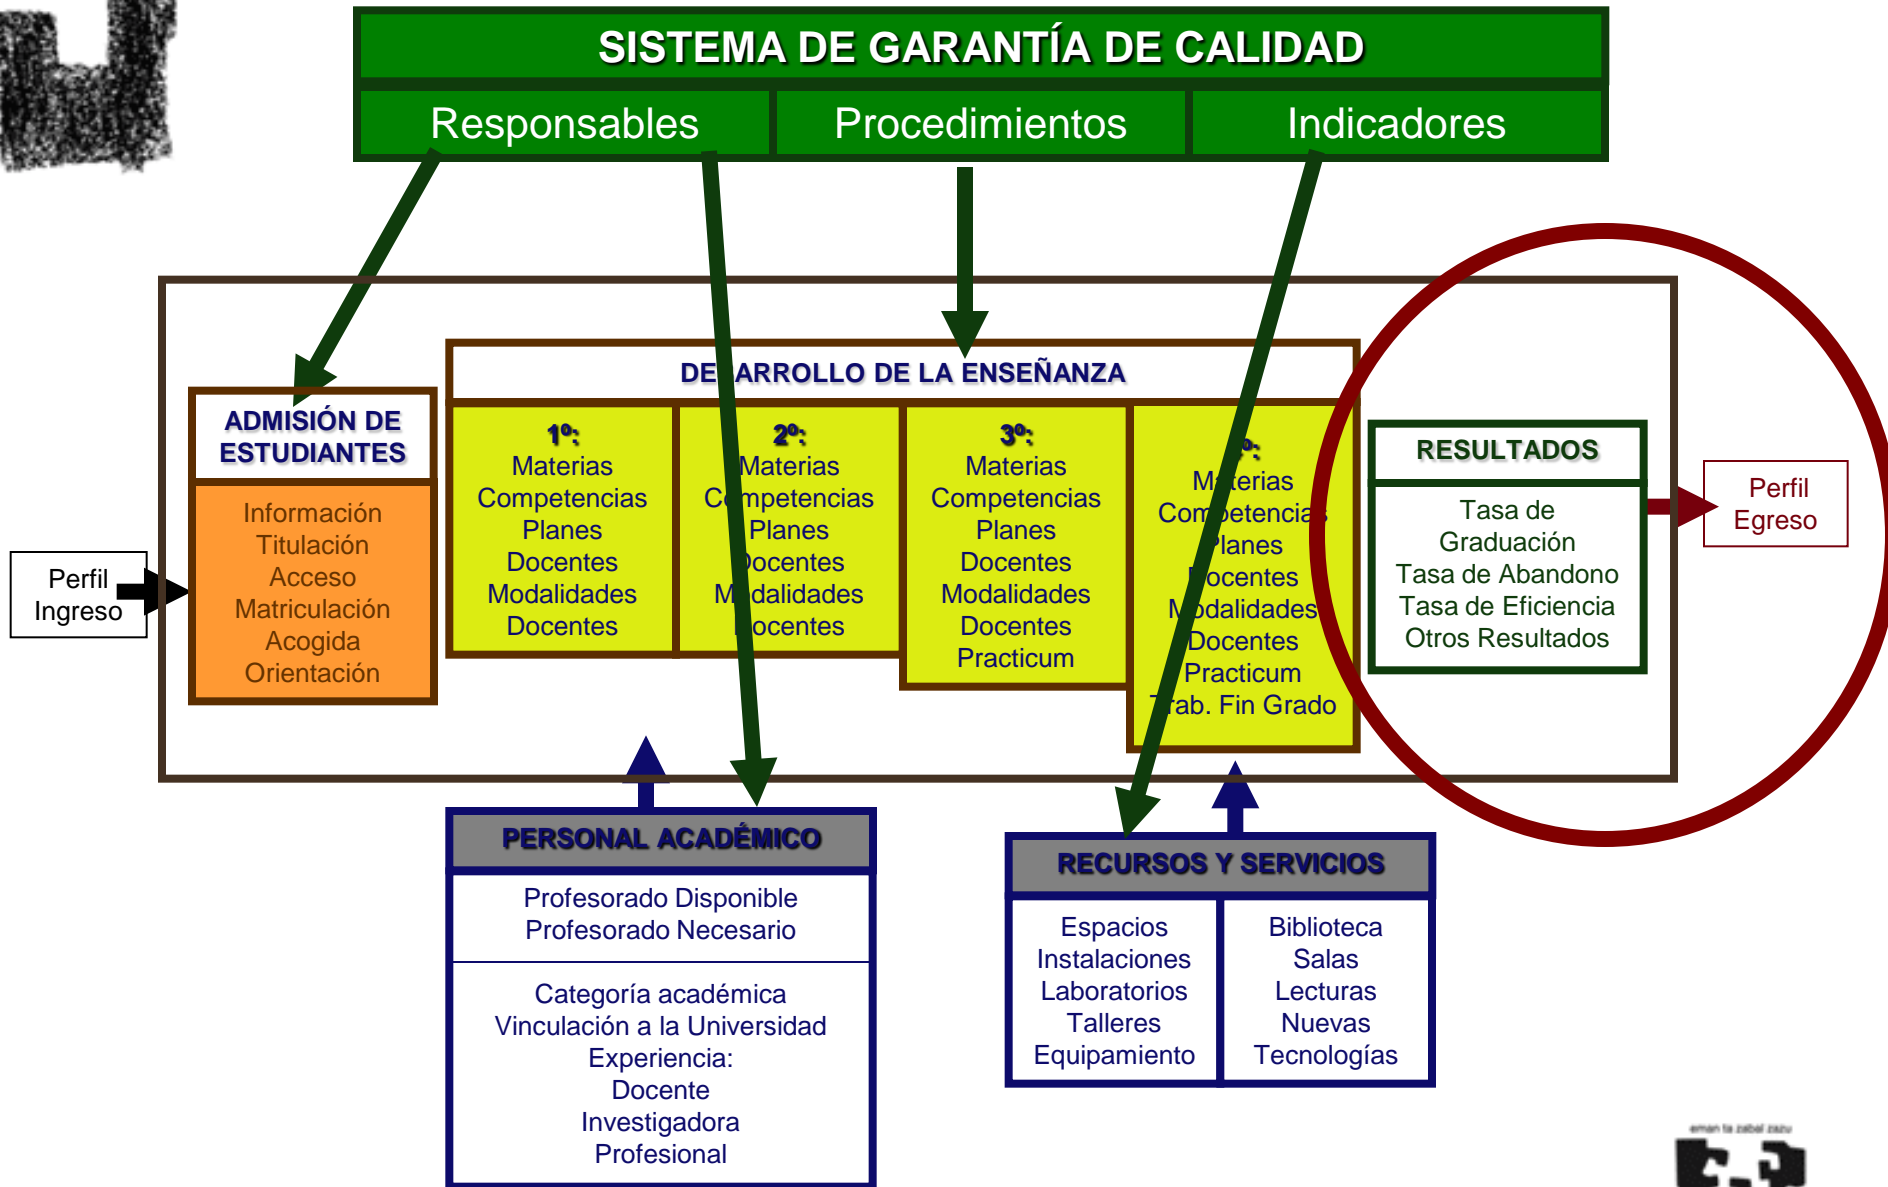 SISTEMA DE GARANTÍA DE CALIDAD
Responsables
Procedimientos
Indicadores
Perfil
Ingreso
ADMISIÓN DE
ESTUDIANTES
Información
Titulación
Acceso
Matriculación
Acogida
Orientación
DESARROLLO DE LA ENSEÑANZA
1º:
Materias
Competencias
Planes
Docentes
Modalidades
Docentes
2º:
Materias
Competencias
Planes
Docentes
Modalidades
Docentes
3º:
Materias
Competencias
Planes
Docentes
Modalidades
Docentes
Practicum
Materias
Competencias
Planes
Docentes
Modalidades
Docentes
Practicum
Trab. Fin Grado
RESULTADOS
Tasa de
Graduación
Tasa de Abandono
Tasa de Eficiencia
Otros Resultados
Perfil
Egreso
PERSONAL ACADÉMICO
Profesorado Disponible
Profesorado Necesario
Categoría académica
Vinculación a la Universidad
Experiencia:
Docente
Investigadora
Profesional
RECURSOS Y SERVICIOS
Espacios
Instalaciones
Laboratorios
Talleres
Equipamiento
Biblioteca
Salas
Lecturas
Nuevas
Tecnologías
eman ta zabal zazu